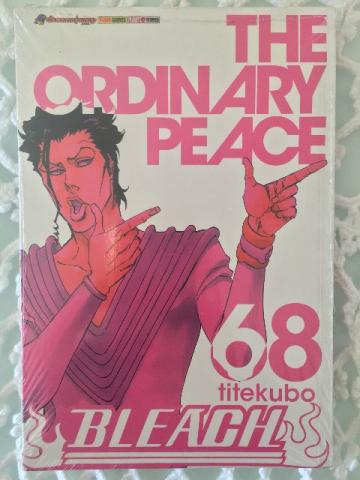 THE
ORDINARY
PEACE
68
titekubo
BLEACH